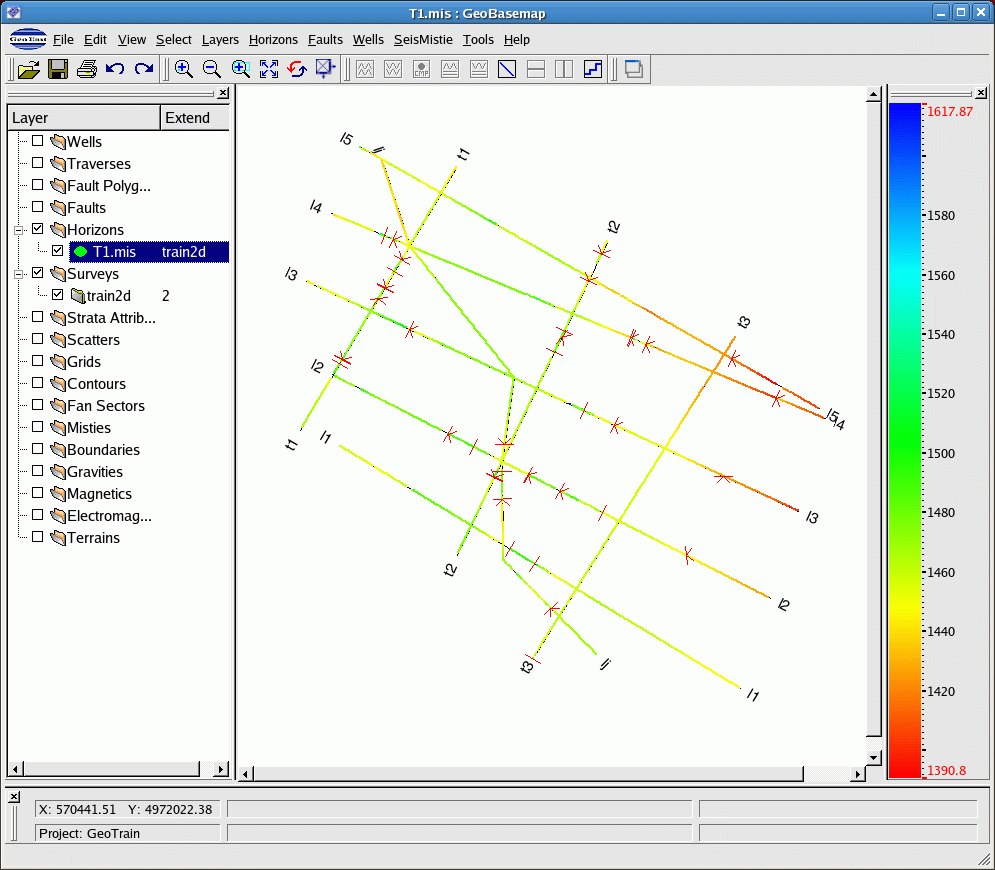 T1.mis : GeoBasemap
Geo East File Edit View Select Layers Horizons Faults Wells SeisMistie Tools Help
CMP
Layer Extend
Wells
Traverses
Fault Polyg...
Faults
Horizons
T1.mis train2d
Surveys
train2d 2
Strata Attrib...
Scatters
Grids
Contours
Fan Sectors
Misties
Boundaries
Gravities
Magnetics
Electromag...
Terrains
l5
lj
t1
l4
t2
l3
t3
l2
l5
l4
t1
l1
l3
t2
l2
t3
lj
l1
1617.87
1580
1560
1540
1520
1500
1480
1460
1440
1420
1390.8
X: 570441.51 Y: 4972022.38
Project: GeoTrain